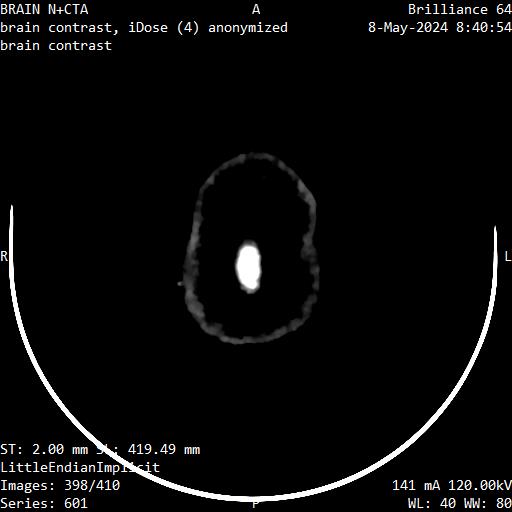 BRAIN N+CTA
A
Brilliance 64
brain contrast, iDose (4) anonymized
8-May-2024 8:40:54
brain contrast
R
L
ST: 2.00 mm SL: 419.49 mm
LittleEndianImplicit
Images: 398/410
141 mA 120.00kV
Series: 601
P
WL: 40 WW: 80